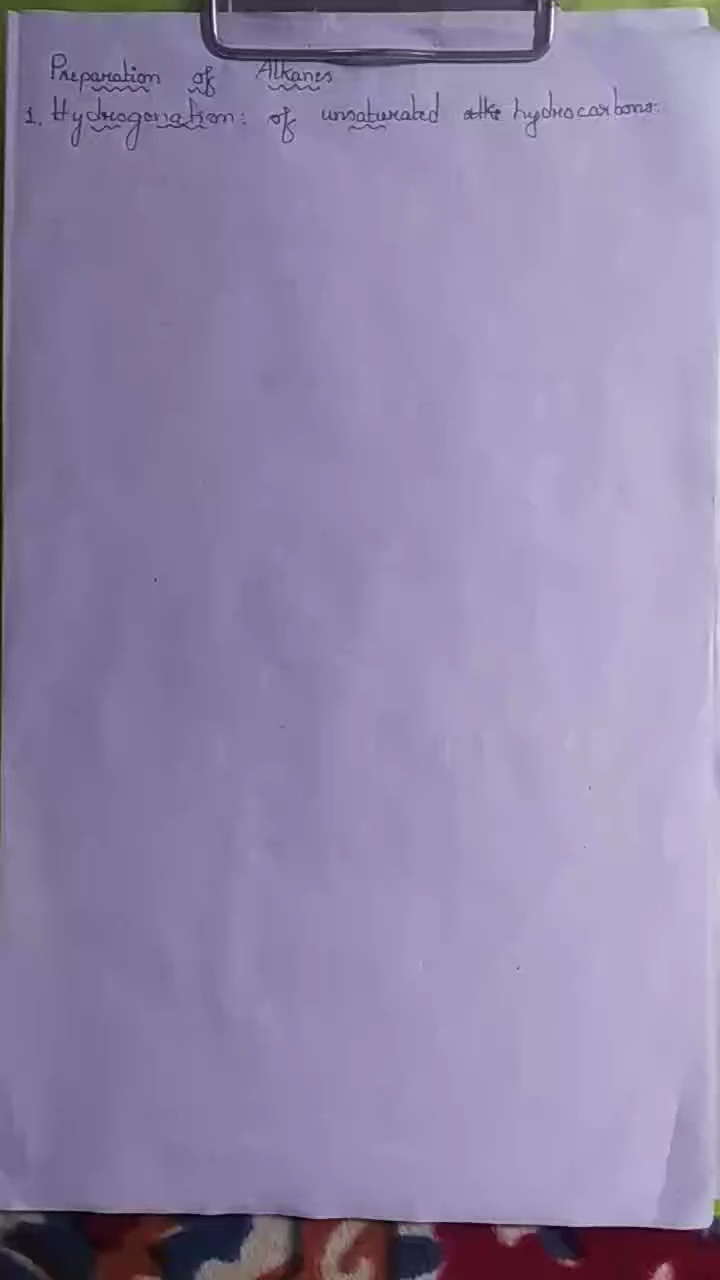 Preparation of Alkanes
1. Hydrogenation: of unsaturated hydrocarbons: